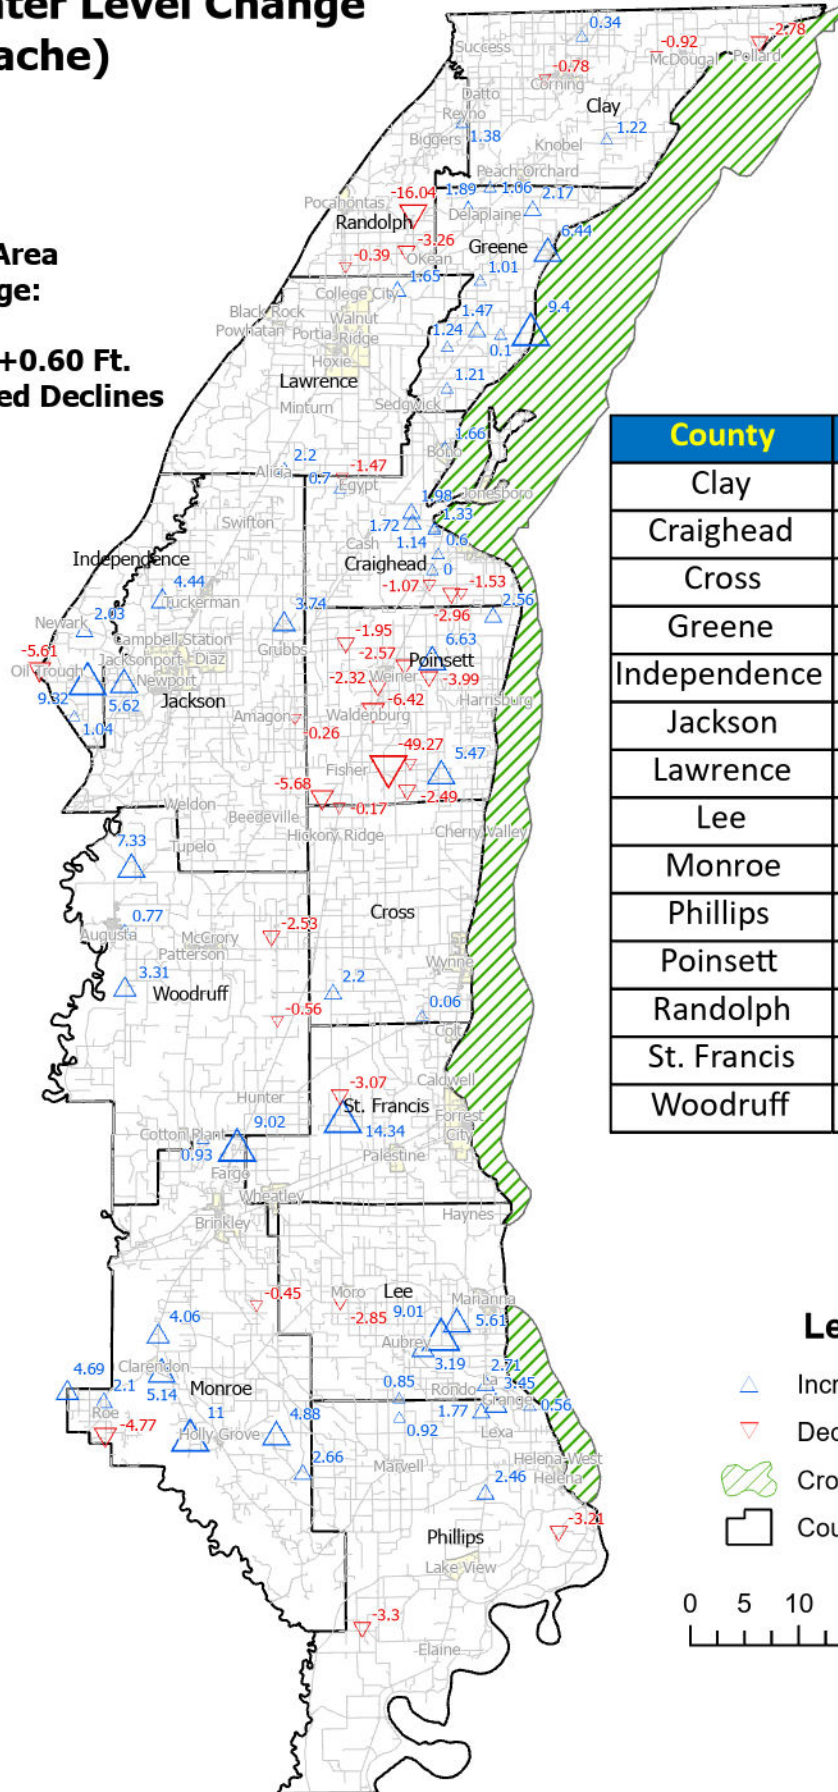 ter Level Change
ache)
Area
ge:
+0.60 Ft.
ed Declines
0.34
-2.78
Success
-0.92
McDougal
Pollard
-0.78
Corning
Datto
Clay
Reyno
1.38
1.22
Biggers
Knobel
Peach Orchard
1.89
1.06
2.17
-16.04
Pocahontas
Delaplaine
Randolph
6.44
-3.26
Greene
-0.39
OKean
1.01
1.65
College City
Black Rock
Walnut
Ridge
1.47
9.4
Powhatan
Portia
1.24
0.1
Hoxie
Lawrence
1.21
Minturn
Sedgwick
1.66
Bono
2.2
-1.47
Alicia
0.7
Egypt
1.98
Jonesboro
1.33
Swifton
1.72
Cash
1.14
0.6
Independence
Craighead
0
4.44
-1.07
-1.53
Tuckerman
2.03
3.74
2.56
Newark
-2.96
-1.95
6.63
Campbell Station
Grubbs
-5.61
-2.57
Poinsett
Oil Trough
Jacksonport
Diaz
-2.32
Weiner
-3.99
Newport
9.32
5.62
Jackson
-6.42
Harrisburg
Amagon
Waldenburg
1.04
-0.26
-49.27
5.47
Fisher
-5.68
-2.49
Weldon
-0.17
Beedeville
Hickory Ridge
Cherry Valley
7.33
Tupelo
0.77
Cross
Augusta
McCrory
-2.53
Patterson
Wynne
3.31
2.2
Woodruff
-0.56
0.06
Colt
Caldwell
-3.07
Hunter
St. Francis
9.02
Forrest
City
14.34
Cotton Plant
0.93
Palestine
Fargo
Wheatley
Brinkley
Haynes
-0.45
Moro
Lee
Marianna
-2.85
9.01
5.61
4.06
Aubrey
3.19
2.71
Clarendon
4.69
La
Grange
2.1
5.14
Monroe
0.85
Rondo
3.45
Roe
-4.77
11
4.88
1.77
0.56
Holly Grove
0.92
Lexa
2.66
Marvell
2.46
Helena-West
Helena
-3.21
Phillips
Lake View
-3.3
Elaine
County
Clay
Craighead
Cross
Greene
Independence
Jackson
Lawrence
Lee
Monroe
Phillips
Poinsett
Randolph
St. Francis
Woodruff
Le
Incr
Dec
Cro
Cou
0 5 10